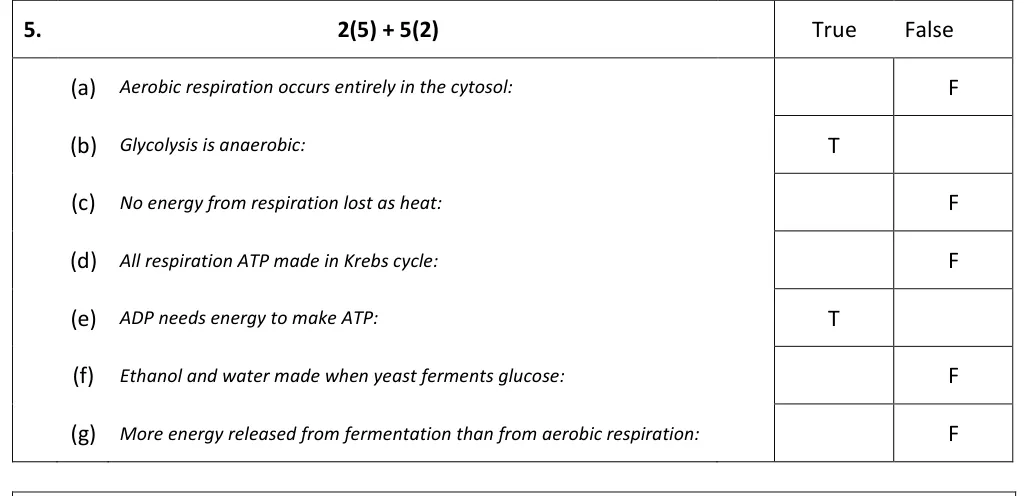 5. 2(5) + 5(2) True False
(a) Aerobic respiration occurs entirely in the cytosol: F
(b) Glycolysis is anaerobic: T
(c) No energy from respiration lost as heat: F
(d) All respiration ATP made in Krebs cycle: F
(e) ADP needs energy to make ATP: T
(f) Ethanol and water made when yeast ferments glucose: F
(g) More energy released from fermentation than from aerobic respiration: F